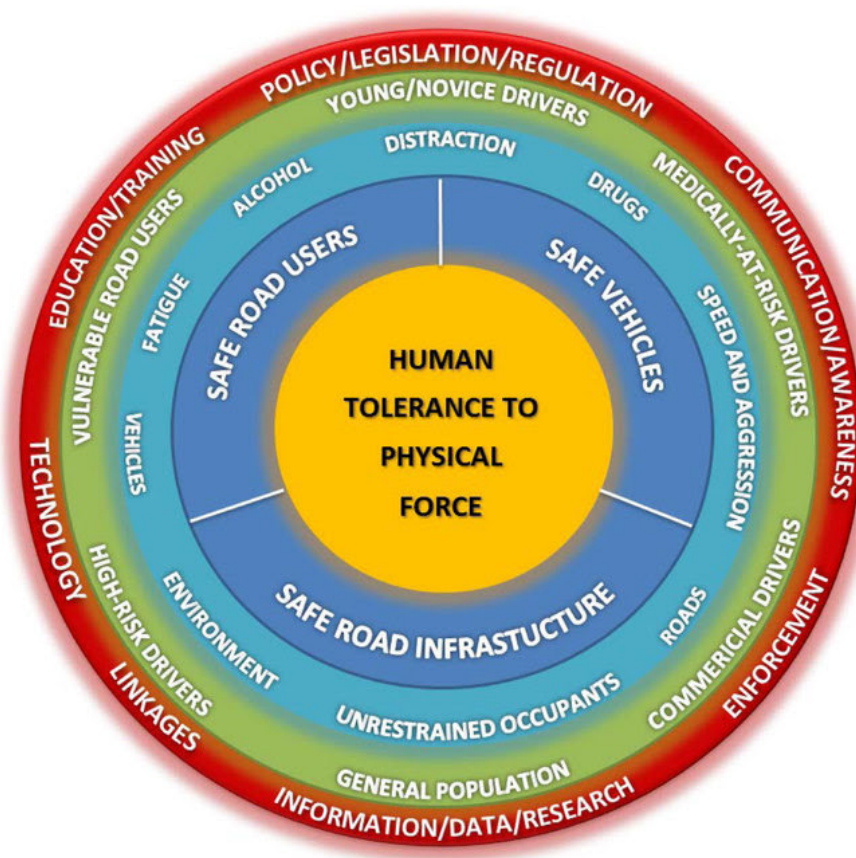 POLICY/LEGISLATION/REGULATION
COMMUNICATION/AWARENESS
ENFORCEMENT
INFORMATION/DATA/RESEARCH
LINKAGES
TECHNOLOGY
EDUCATION/TRAINING
YOUNG/NOVICE DRIVERS
MEDICALLY-AT-RISK DRIVERS
COMMERICIAL DRIVERS
GENERAL POPULATION
HIGH-RISK DRIVERS
VULNERABLE ROAD USERS
DISTRACTION
DRUGS
SPEED AND AGGRESSION
ROADS
UNRESTRAINED OCCUPANTS
ENVIRONMENT
VEHICLES
FATIGUE
ALCOHOL
SAFE ROAD USERS
SAFE VEHICLES
SAFE ROAD INFRASTUCTURE
HUMAN
TOLERANCE TO
PHYSICAL
FORCE